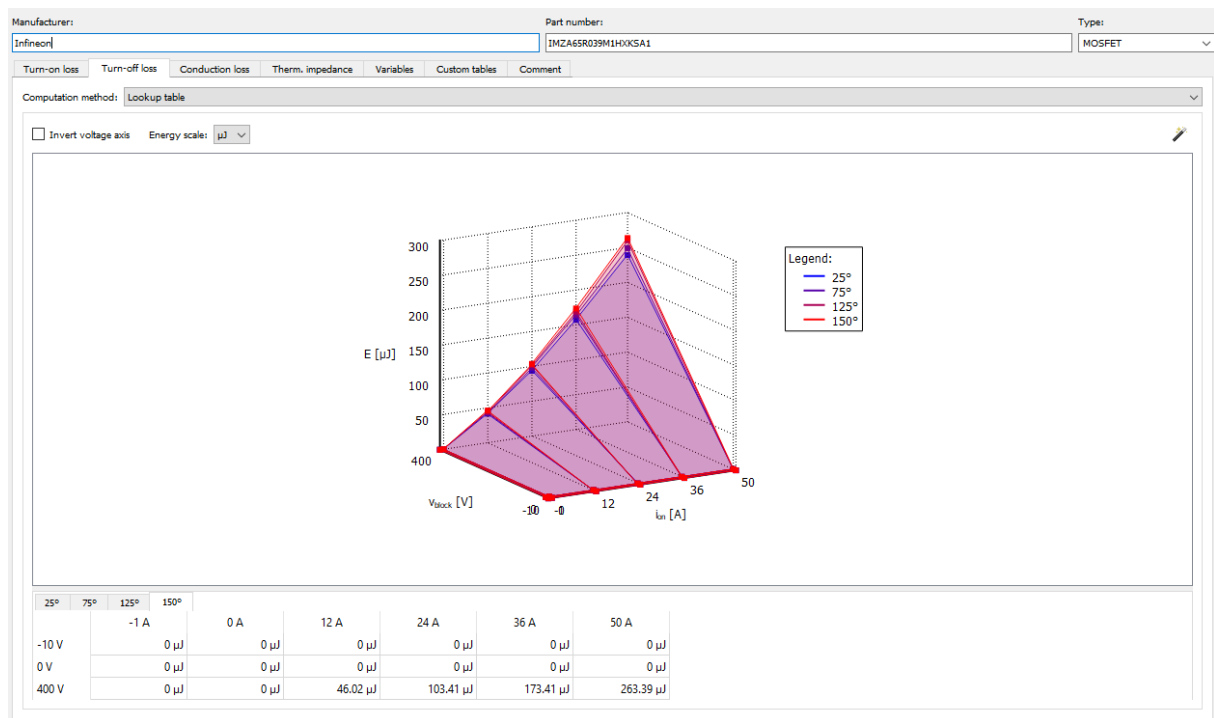 Manufacturer: Part number: Type:
Infineon IMZA65R039M1HXKSA1 MOSFET
Turn-on loss Turn-off loss Conduction loss Therm. impedance Variables Custom tables Comment
Computation method: Lookup table
Invert voltage axis Energy scale: µJ
300
250
200
E [µJ] 150
100
50
400
Vblock [V]
-10 0 -1 0 12 24 36 50
ion [A]
Legend:
25°
75°
125°
150°
25° 75° 125° 150°
-1 A 0 A 12 A 24 A 36 A 50 A
-10 V 0 µJ 0 µJ 0 µJ 0 µJ 0 µJ 0 µJ
0 V 0 µJ 0 µJ 0 µJ 0 µJ 0 µJ 0 µJ
400 V 0 µJ 0 µJ 46.02 µJ 103.41 µJ 173.41 µJ 263.39 µJ